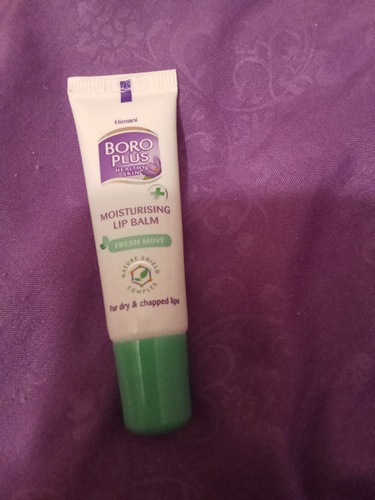 Himani
BORO
PLUS
HEALTHY
SKIN
MOISTURISING
LIP BALM
FRESH MINT
NATURE SHIELD
COMPLEX
For dry & chapped lips